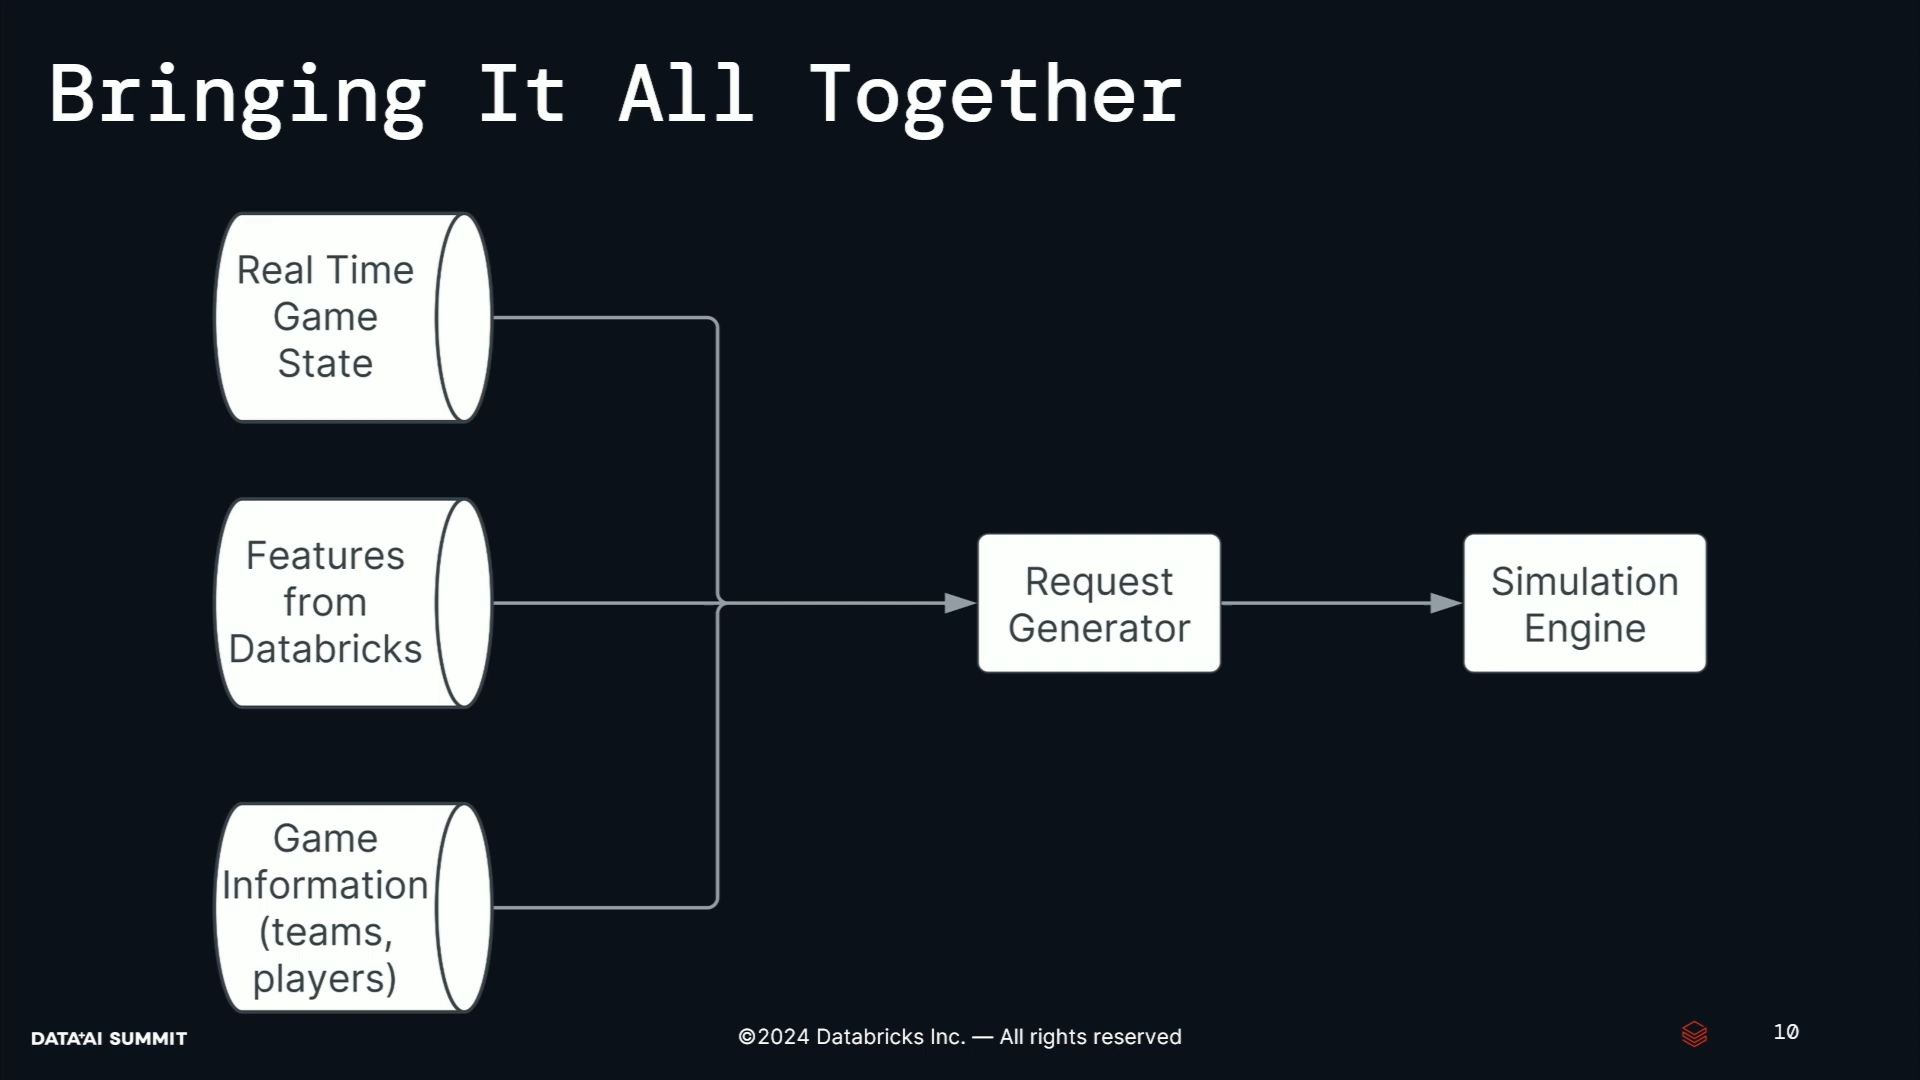 Bringing It All Together
Real Time
Game
State
Features
from
Databricks
Game
Information
(teams,
players)
Request
Generator
Simulation
Engine
DATA+AI SUMMIT
©2024 Databricks Inc. — All rights reserved
10